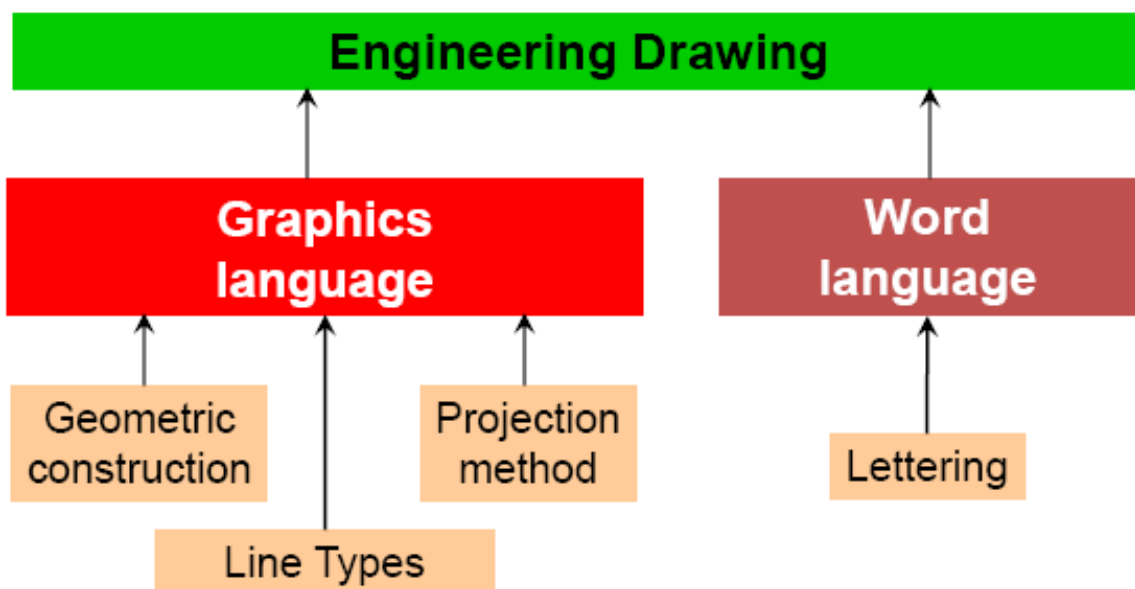 Engineering Drawing
Graphics
language
Word
language
Geometric
construction
Projection
method
Lettering
Line Types